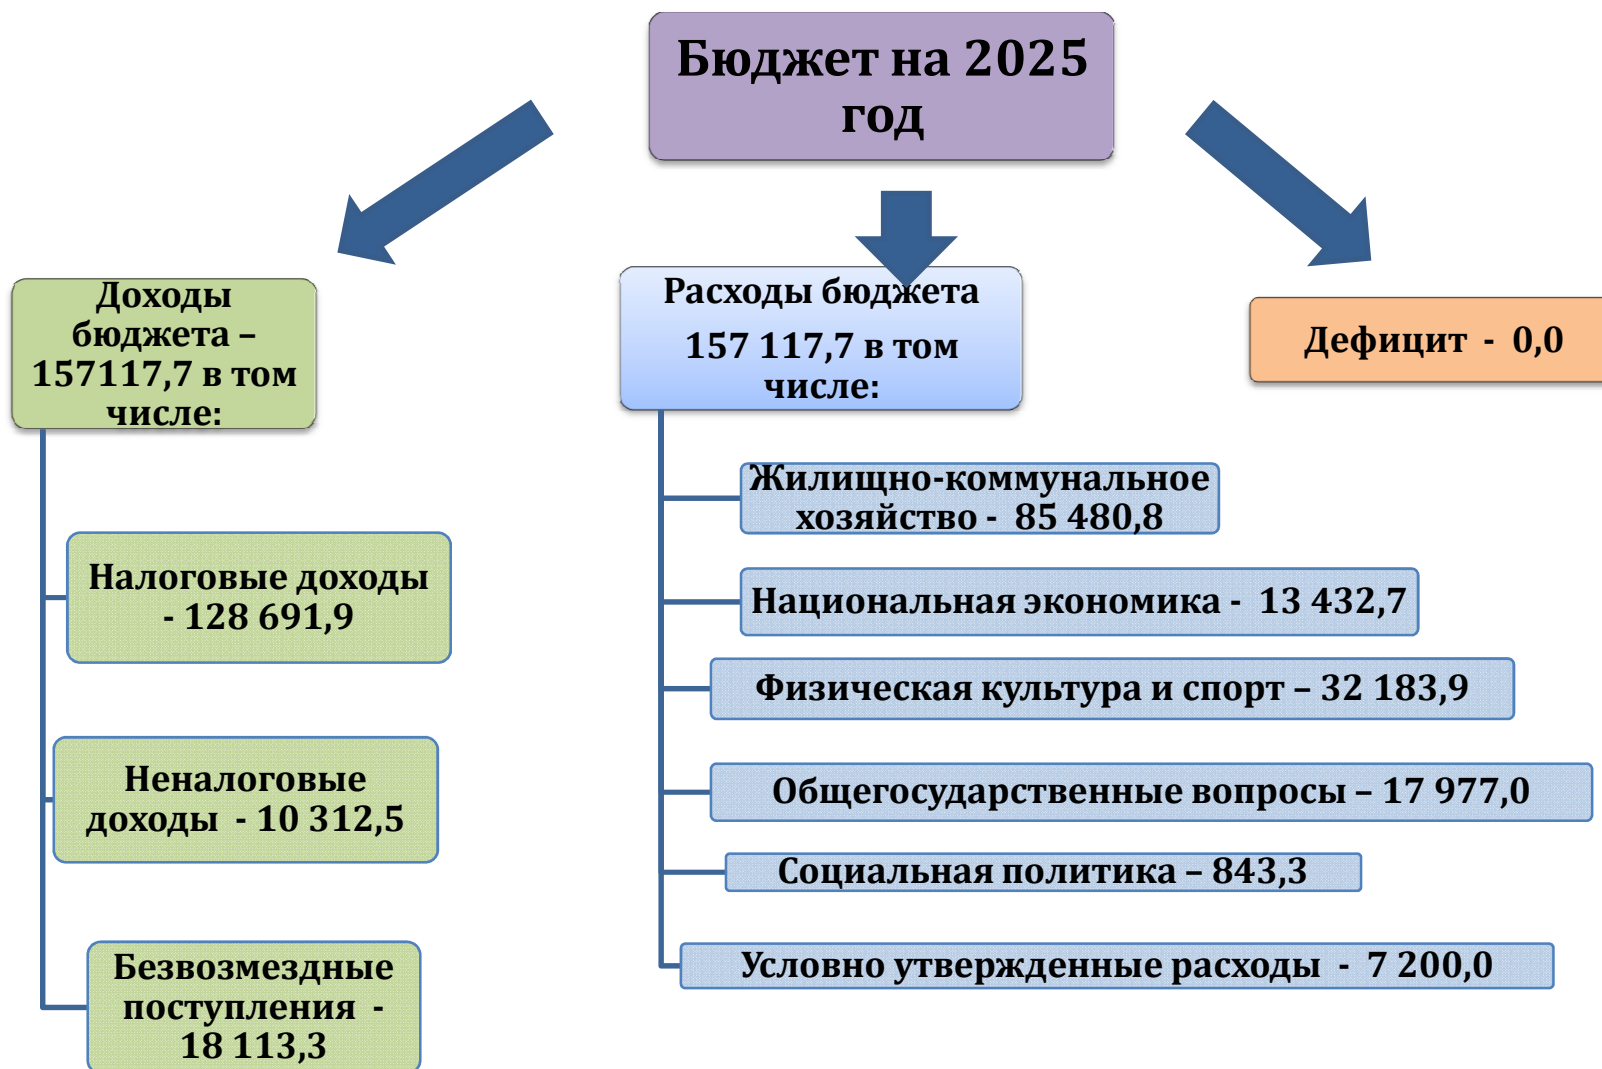 Бюджет на 2025
год
Доходы
бюджета –
157117,7 в том
числе:
Налоговые доходы
- 128 691,9
Неналоговые
доходы  - 10 312,5
Безвозмездные
поступления  -
18 113,3
Расходы бюджета
157 117,7 в том
числе:
Жилищно-коммунальное
хозяйство -  85 480,8
Национальная экономика -  13 432,7
Физическая культура и спорт – 32 183,9
Общегосударственные вопросы – 17 977,0
Социальная политика – 843,3
Условно утвержденные расходы  -  7 200,0
Дефицит  -  0,0